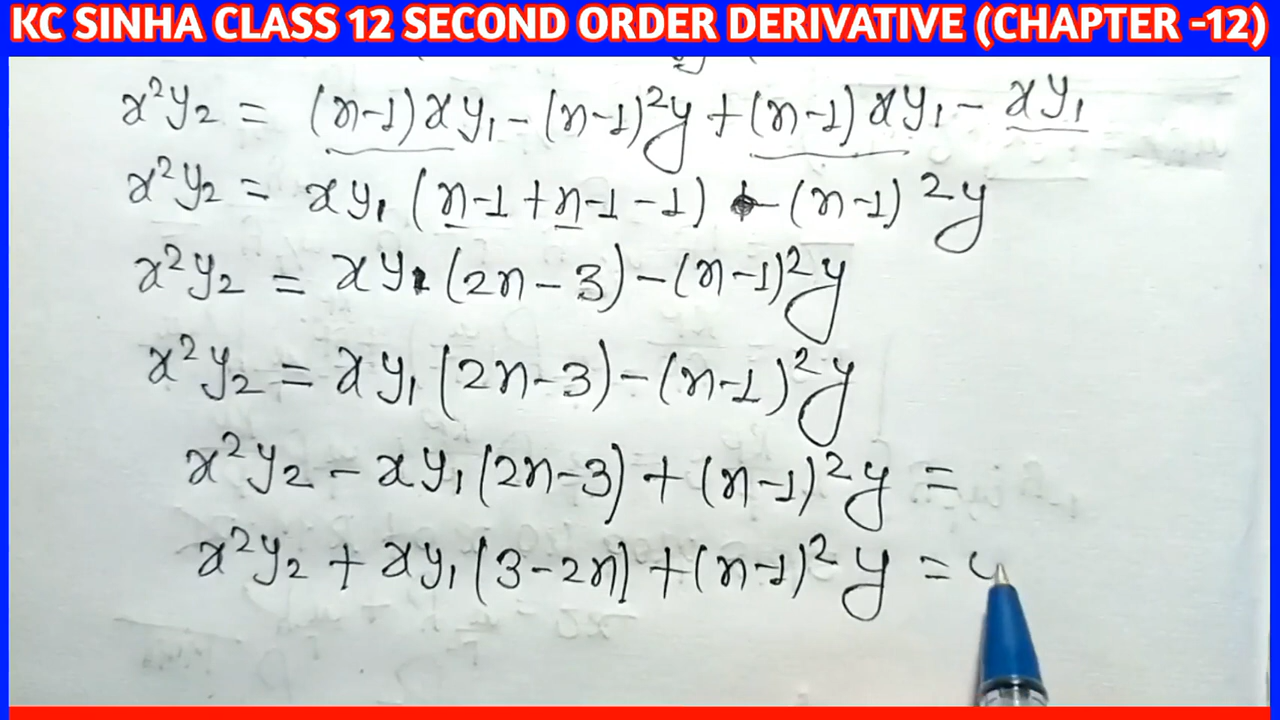 KC SINHA CLASS 12 SECOND ORDER DERIVATIVE (CHAPTER -12)
x²y₂ = (n-1)xy₁ - (n-1)²y + (n-1)xy₁ - xy₁
x²y₂ = xy₁(n-1+n-1-1) - (n-1)²y
x²y₂ = xy₁(2n-3) - (n-1)²y
x²y₂ = xy₁(2n-3) - (n-1)²y
x²y₂ - xy₁(2n-3) + (n-1)²y =
x²y₂ + xy₁(3-2n) + (n-1)²y =